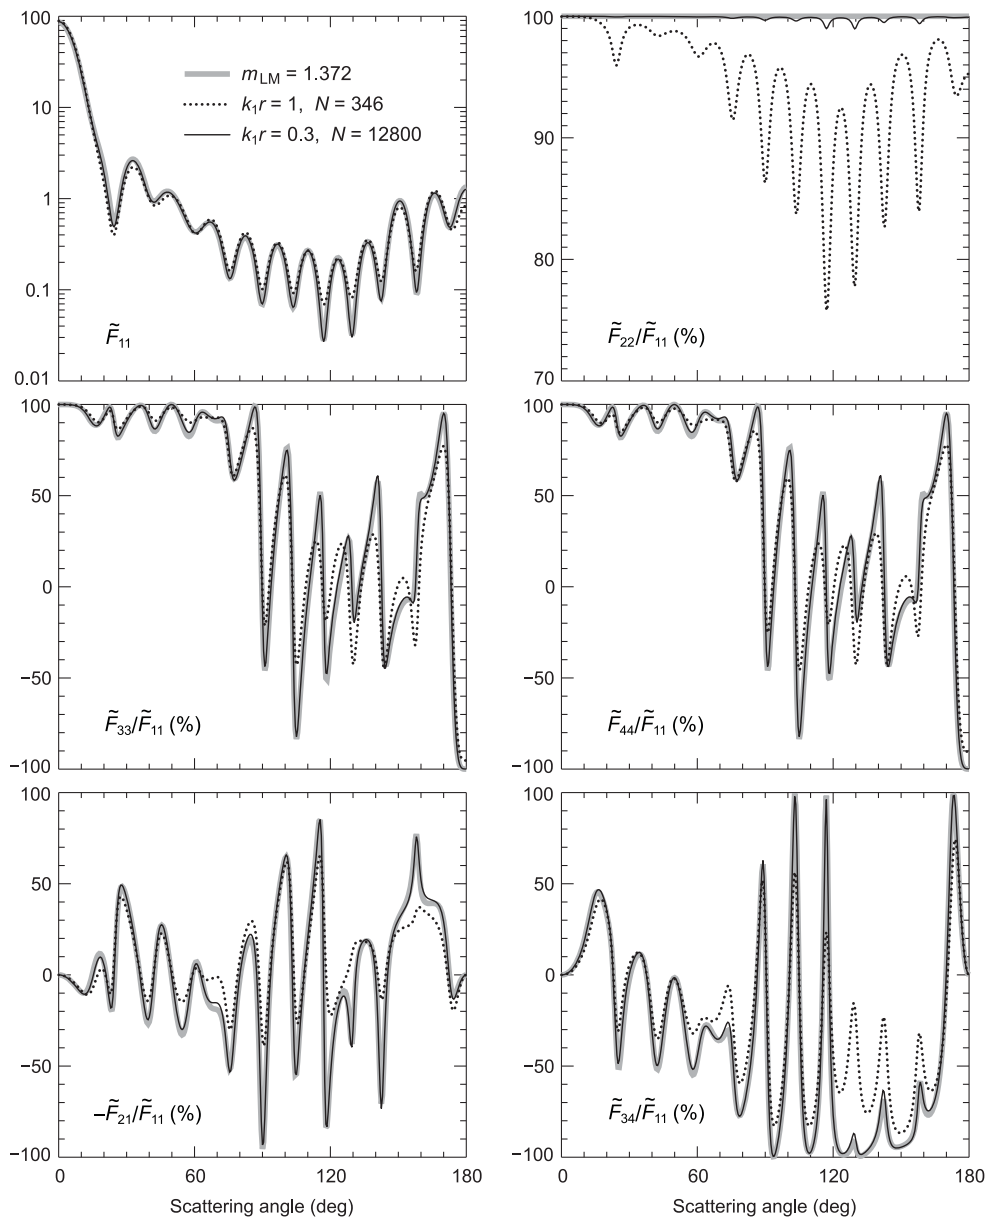 100
10
1
0.1
0.01
m̃LM = 1.372
k1r = 1, N = 346
k1r = 0.3, N = 12800
F̃11
100
90
80
70
F̃22/F̃11 (%)
100
50
0
−50
−100
F̃33/F̃11 (%)
100
50
0
−50
−100
F̃44/F̃11 (%)
100
50
0
−50
−100
−F̃21/F̃11 (%)
0 60 120 180
Scattering angle (deg)
100
50
0
−50
−100
F̃34/F̃11 (%)
0 60 120 180
Scattering angle (deg)